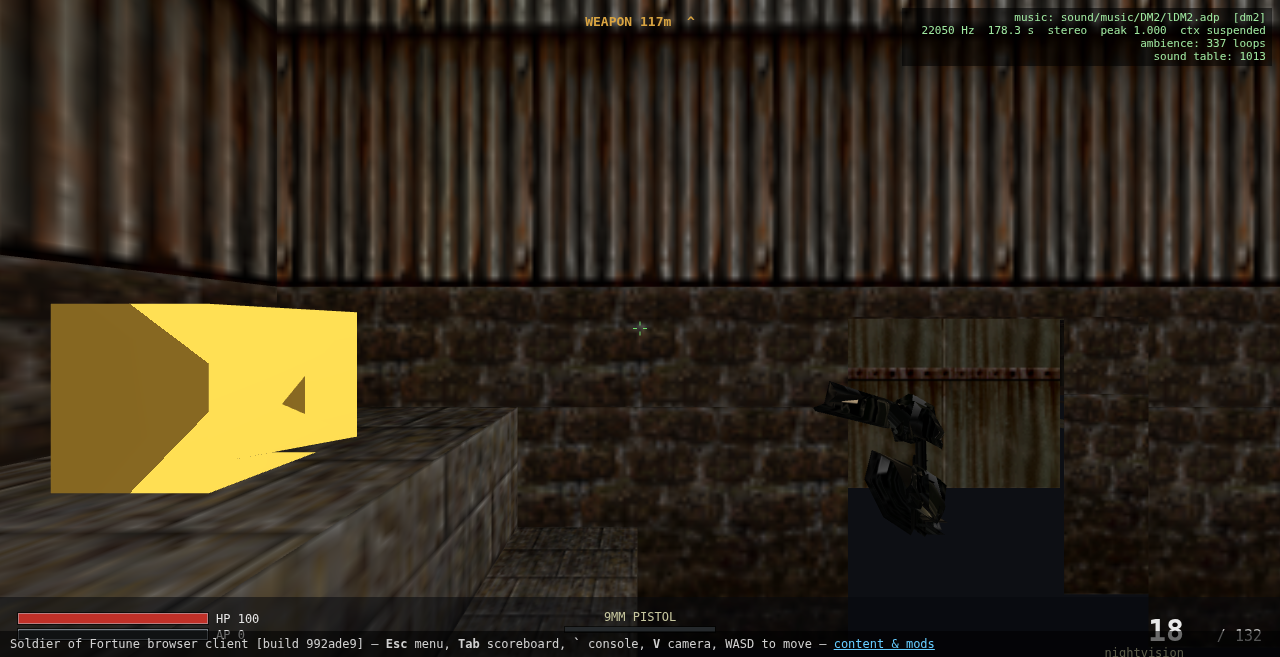 WEAPON 117m ^
music: sound/music/DM2/lDM2.adp [dm2]
22050 Hz 178.3 s stereo peak 1.000 ctx suspended
ambience: 337 loops
sound table: 1013
9MM PISTOL
HP 100
AP 0
18 / 132
Soldier of Fortune browser client [build 992ade9] — Esc menu, Tab scoreboard, ` console, V camera, WASD to move — content & mods
nightvision